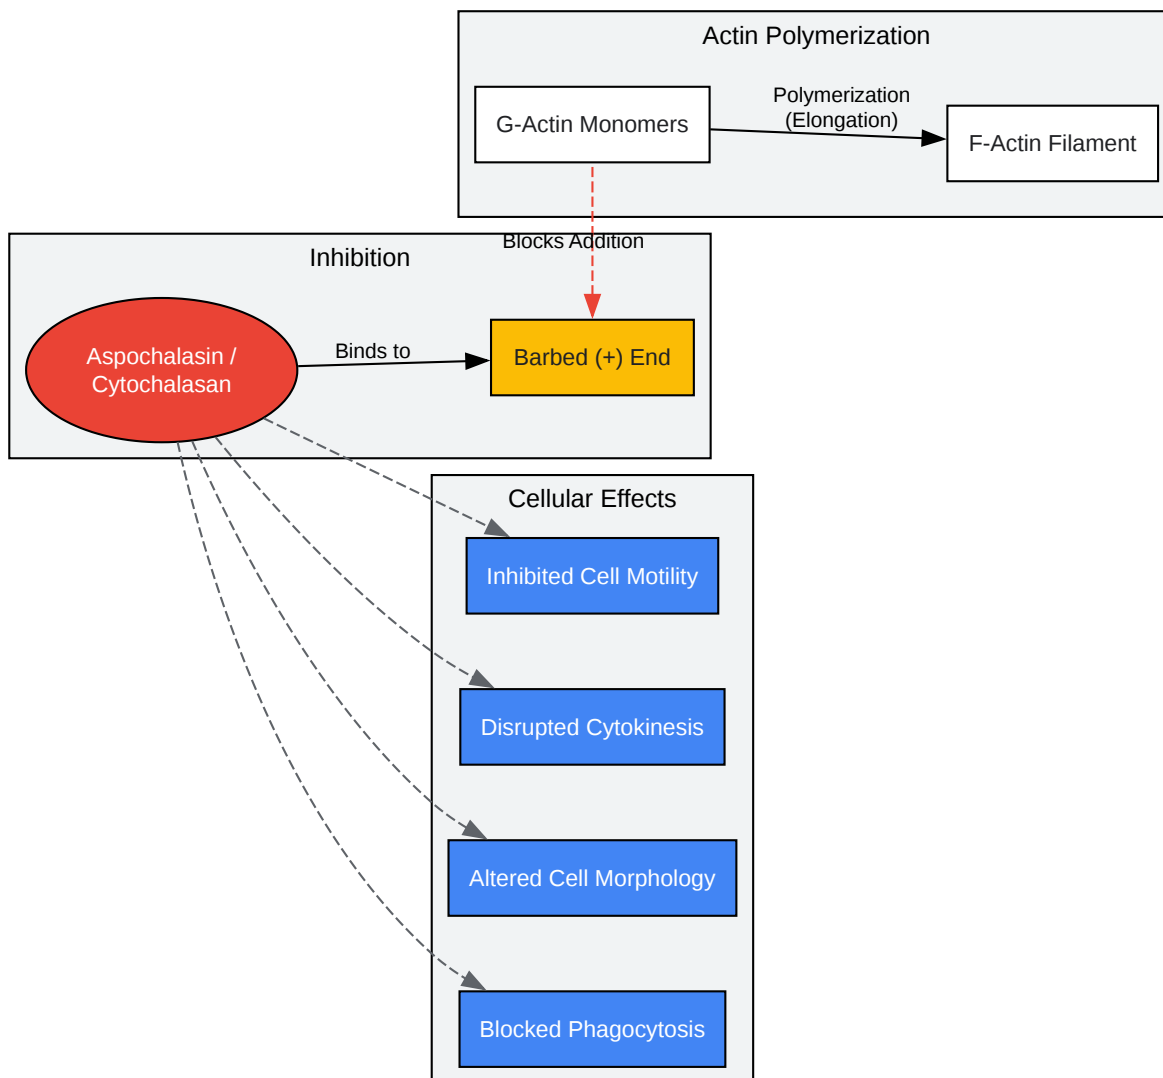 Actin Polymerization
G-Actin Monomers
Polymerization
(Elongation)
F-Actin Filament
Blocks Addition
Inhibition
Aspochalasin /
Cytochalasan
Binds to
Barbed (+) End
Cellular Effects
Inhibited Cell Motility
Disrupted Cytokinesis
Altered Cell Morphology
Blocked Phagocytosis